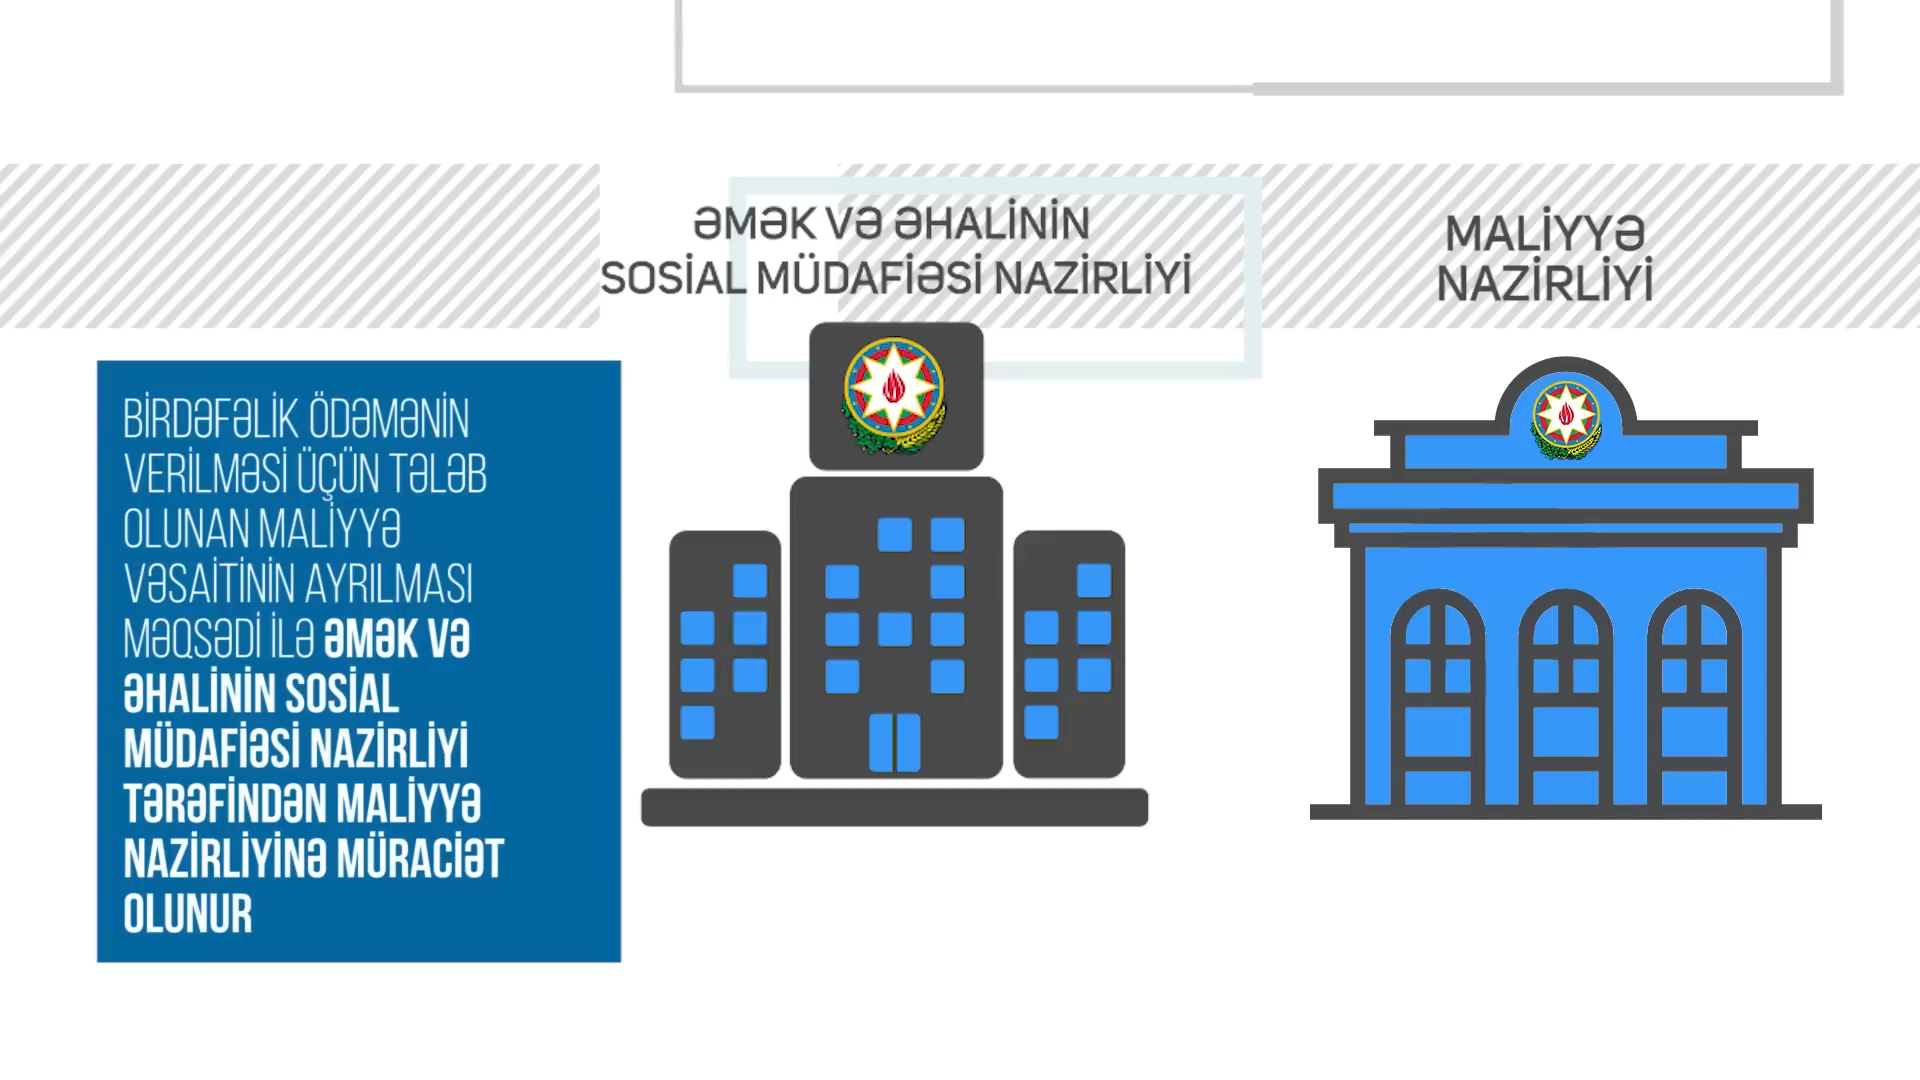 ƏMƏK VƏ ƏHALİNİN
SOSİAL MÜDAFİƏSİ NAZİRLİYİ
MALİYYƏ
NAZİRLİYİ
BİRDƏFƏLİK ÖDƏMƏNİN
VERİLMƏSİ ÜÇÜN TƏLƏB
OLUNAN MALİYYƏ
VƏSAİTİNİN AYRILMASI
MƏQSƏDİ İLƏ ƏMƏK VƏ
ƏHALİNİN SOSİAL
MÜDAFİƏSİ NAZİRLİYİ
TƏRƏFİNDƏN MALİYYƏ
NAZİRLİYİNƏ MÜRACİƏT
OLUNUR